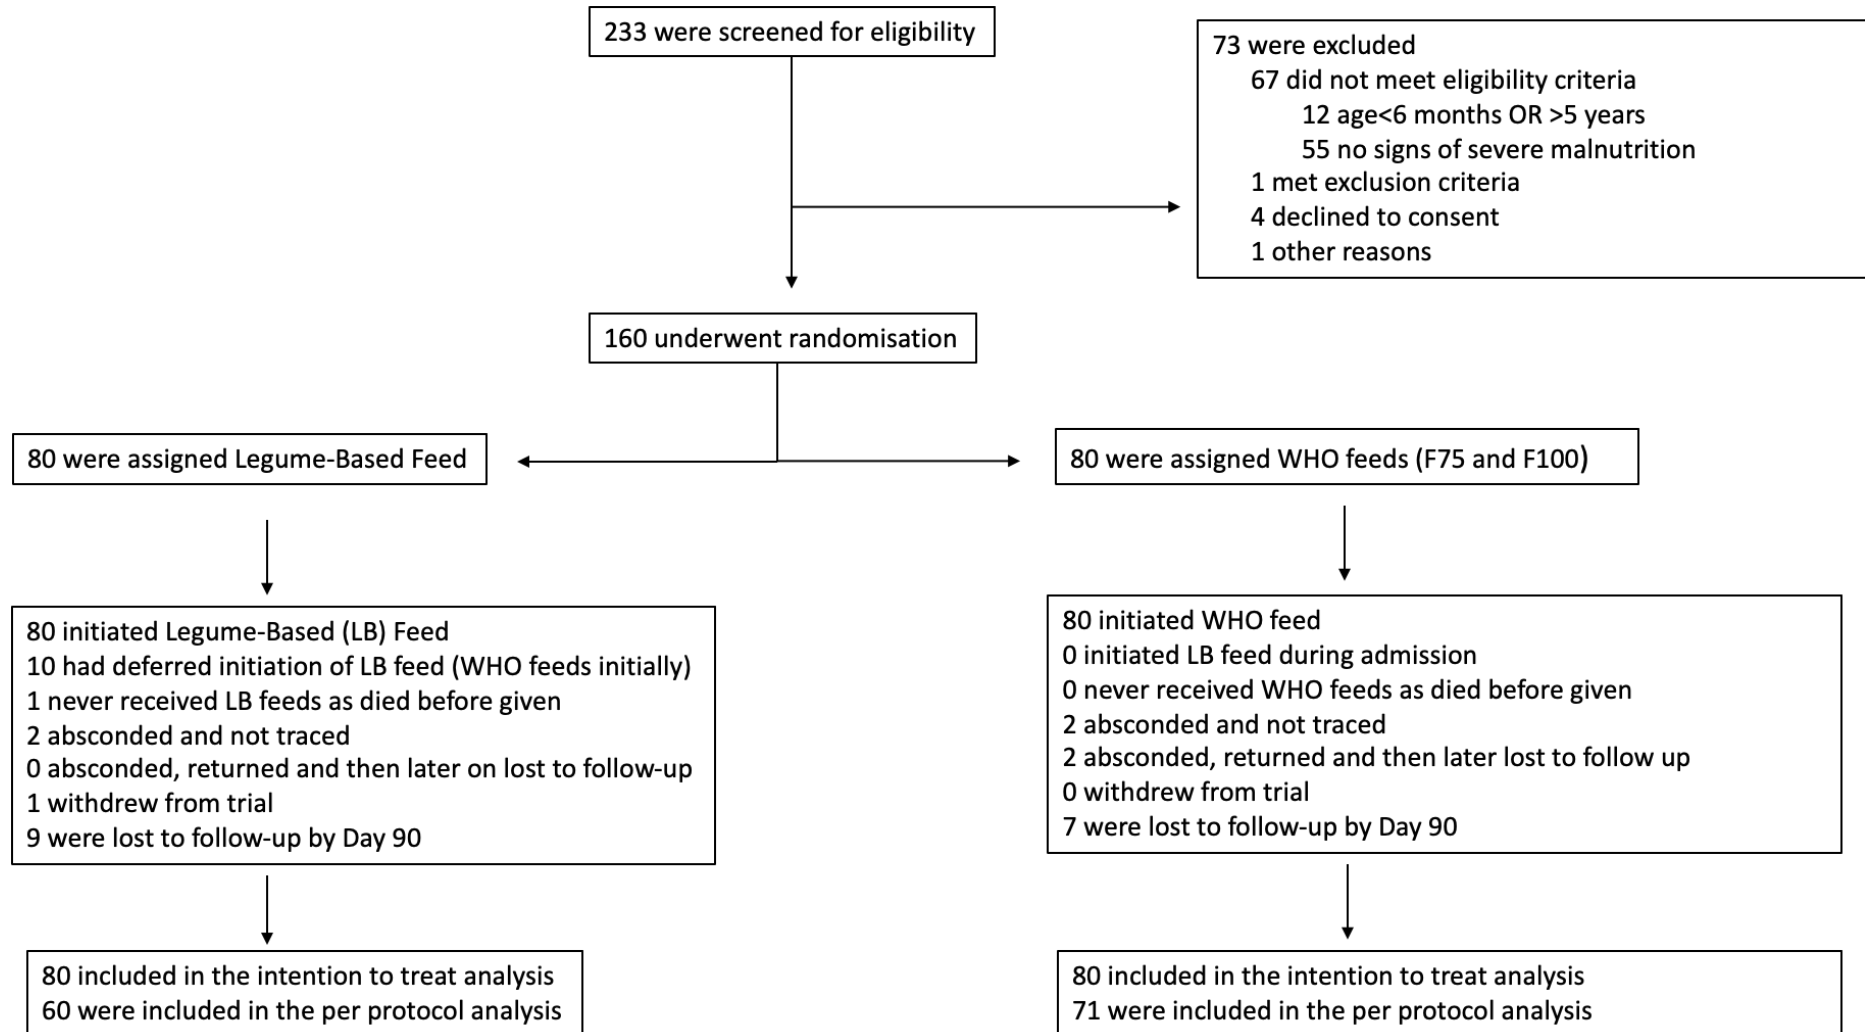 233 were screened for eligibility
73 were excluded
67 did not meet eligibility criteria
12 age<6 months OR >5 years
55 no signs of severe malnutrition
1 met exclusion criteria
4 declined to consent
1 other reasons
160 underwent randomisation
80 were assigned Legume-Based Feed
80 were assigned WHO feeds (F75 and F100)
80 initiated Legume-Based (LB) Feed
10 had deferred initiation of LB feed (WHO feeds initially)
1 never received LB feeds as died before given
2 absconded and not traced
0 absconded, returned and then later on lost to follow-up
1 withdrew from trial
9 were lost to follow-up by Day 90
80 initiated WHO feed
0 initiated LB feed during admission
0 never received WHO feeds as died before given
2 absconded and not traced
2 absconded, returned and then later lost to follow up
0 withdrew from trial
7 were lost to follow-up by Day 90
80 included in the intention to treat analysis
60 were included in the per protocol analysis
80 included in the intention to treat analysis
71 were included in the per protocol analysis